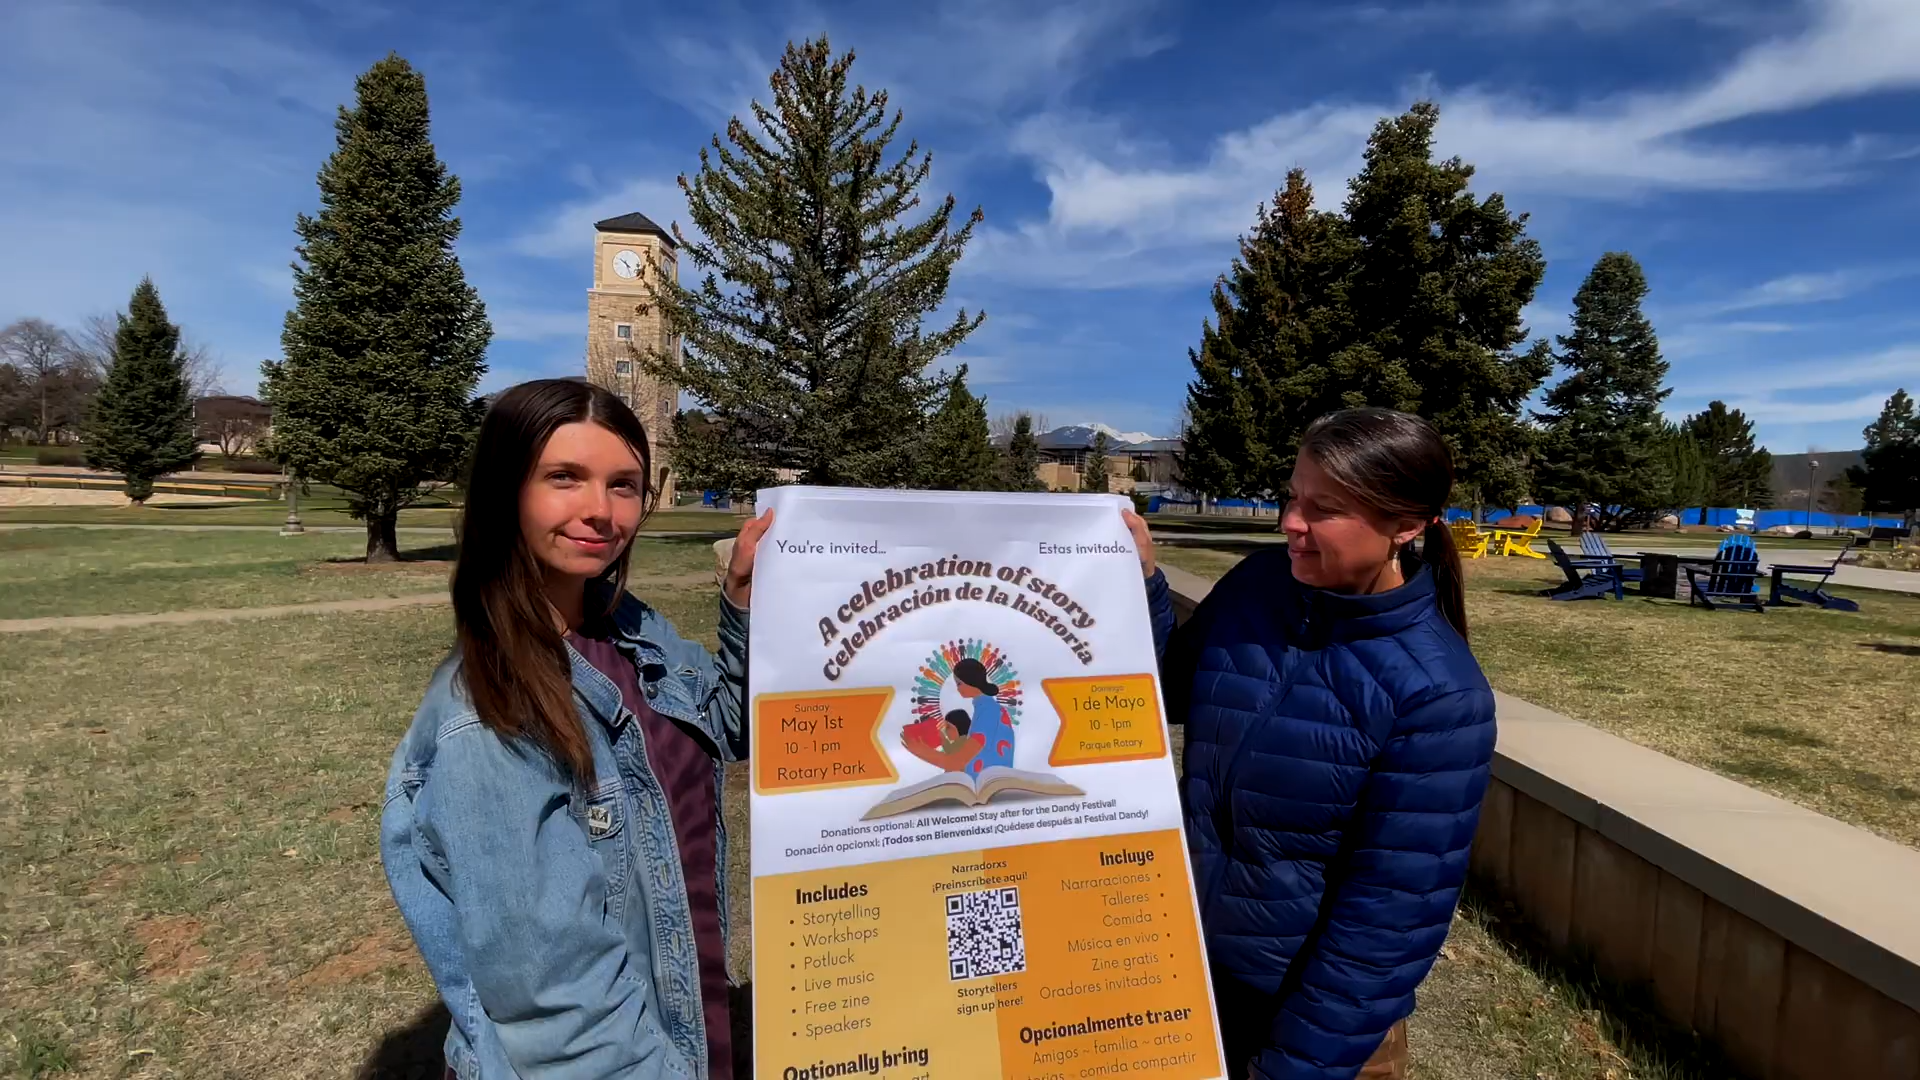 You're invited...
Estas invitado...
A celebration of story
Celebración de la historia
Sunday
May 1st
10 - 1 pm
Rotary Park
Domingo
1 de Mayo
10 - 1pm
Parque Rotary
Donations optional: All Welcome! Stay after for the Dandy Festival!
Donación opcionxl: ¡Todos son Bienvenidxs! ¡Quédese después al Festival Dandy!
Includes
• Storytelling
• Workshops
• Potluck
• Live music
• Free zine
• Speakers
Optionally bring
art
Narradorxs
¡Preinscríbete aquí!
Storytellers
sign up here!
Incluye
Narraraciones •
Talleres •
Comida •
Música en vivo •
Zine gratis •
Oradores invitados •
Opcionalmente traer
Amigos ~ familia ~ arte o
~ comida compartir